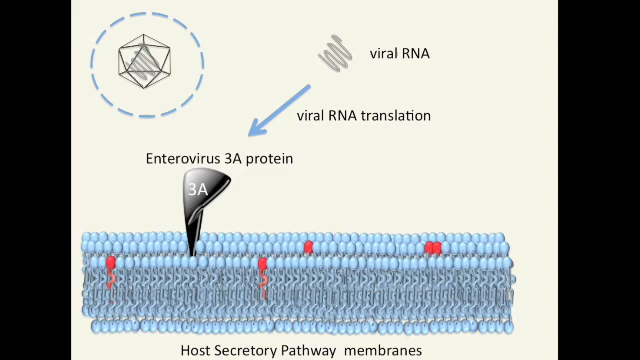 viral RNA
viral RNA translation
Enterovirus 3A protein
3A
Host Secretory Pathway membranes